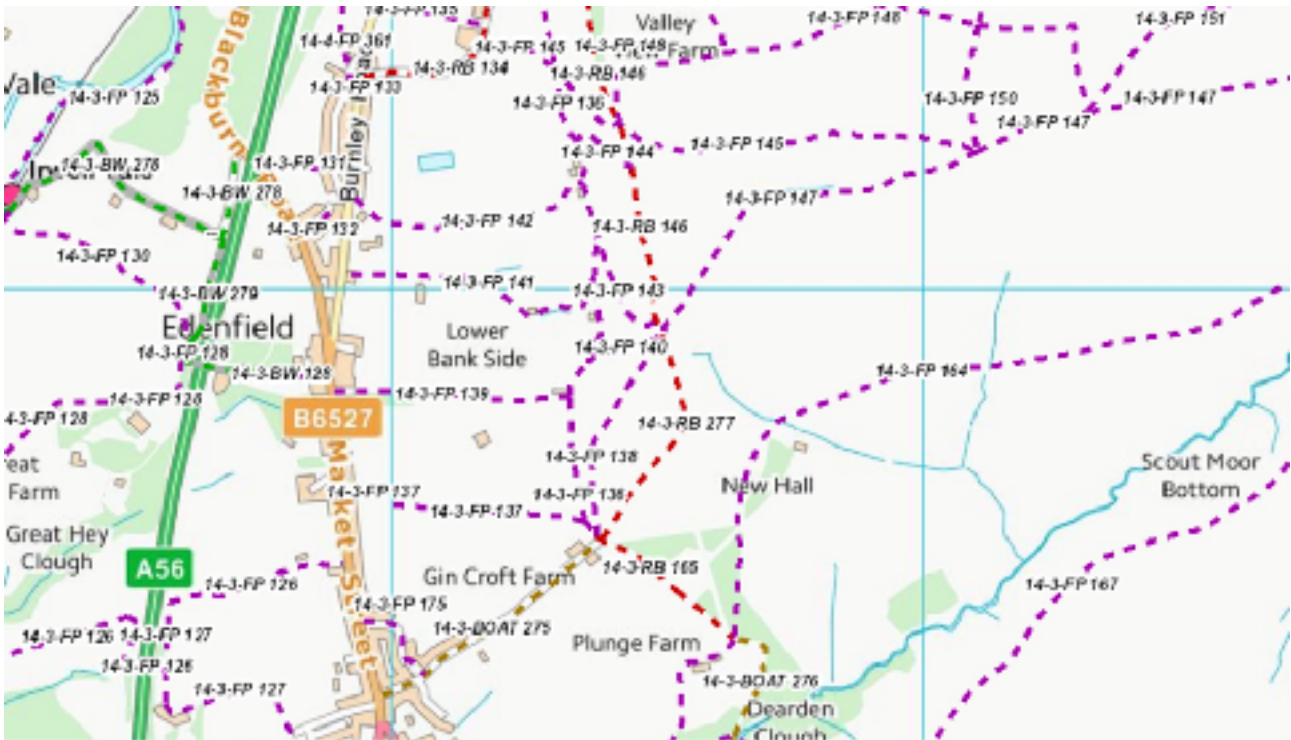 14-3-FP 135
Valley
View Farm
14-3-FP 148
14-3-FP 151
14-4-FP 361
14-3-FP 145
14-3-FP 148
14-3-RB 134
14-3-RB 146
Vale
14-3-FP 125
14-3-FP 133
14-3-FP 136
14-3-FP 150
14-3-FP 147
14-3-FP 147
Blackburn
Road
Burnley
14-3-FP 144
14-3-FP 145
14-3-BW 278
14-3-FP 131
14-3-BW 278
14-3-FP 147
14-3-FP 132
14-3-FP 142
14-3-RB 146
14-3-FP 130
14-3-FP 141
14-3-BW 279
14-3-FP 143
Edenfield
Lower
Bank Side
14-3-FP 128
14-3-FP 140
14-3-BW 128
14-3-FP 164
14-3-FP 128
14-3-FP 139
4-3-FP 128
B6527
14-3-RB 277
Market Street
14-3-FP 138
reat
Farm
14-3-FP 137
14-3-FP 138
New Hall
Scout Moor
Bottom
14-3-FP 137
Great Hey
Clough
A56
14-3-FP 126
Gin Croft Farm
14-3-RB 165
14-3-FP 167
14-3-FP 175
14-3-BOAT 275
14-3-FP 126
14-3-FP 127
Plunge Farm
14-3-FP 126
14-3-FP 127
14-3-BOAT 276
Dearden
Clough